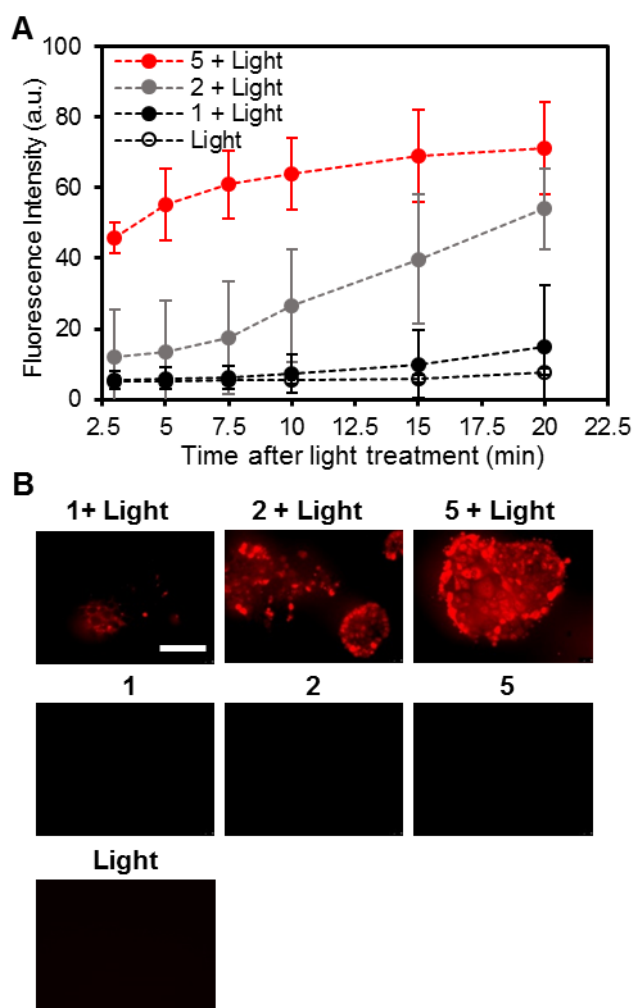 A
100
80
60
40
20
0
Fluorescence Intensity (a.u.)
5 + Light
2 + Light
1 + Light
Light
2.5 5 7.5 10 12.5 15 17.5 20 22.5
Time after light treatment (min)
B
1+ Light 2 + Light 5 + Light
1 2 5
Light